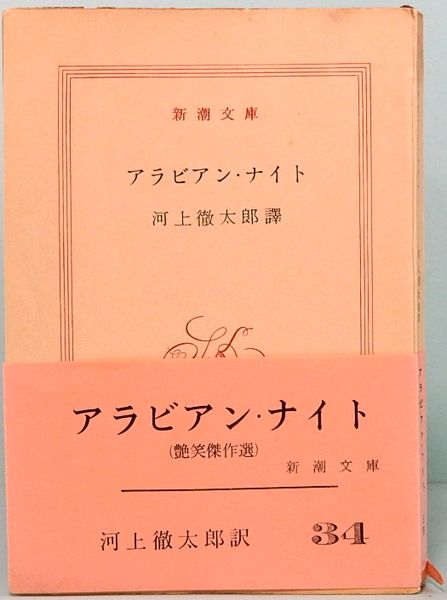 新潮文庫
アラビアン・ナイト
河上徹太郎譯
アラビアン・ナイト
(艶笑傑作選)
新潮文庫
河上徹太郎訳
34